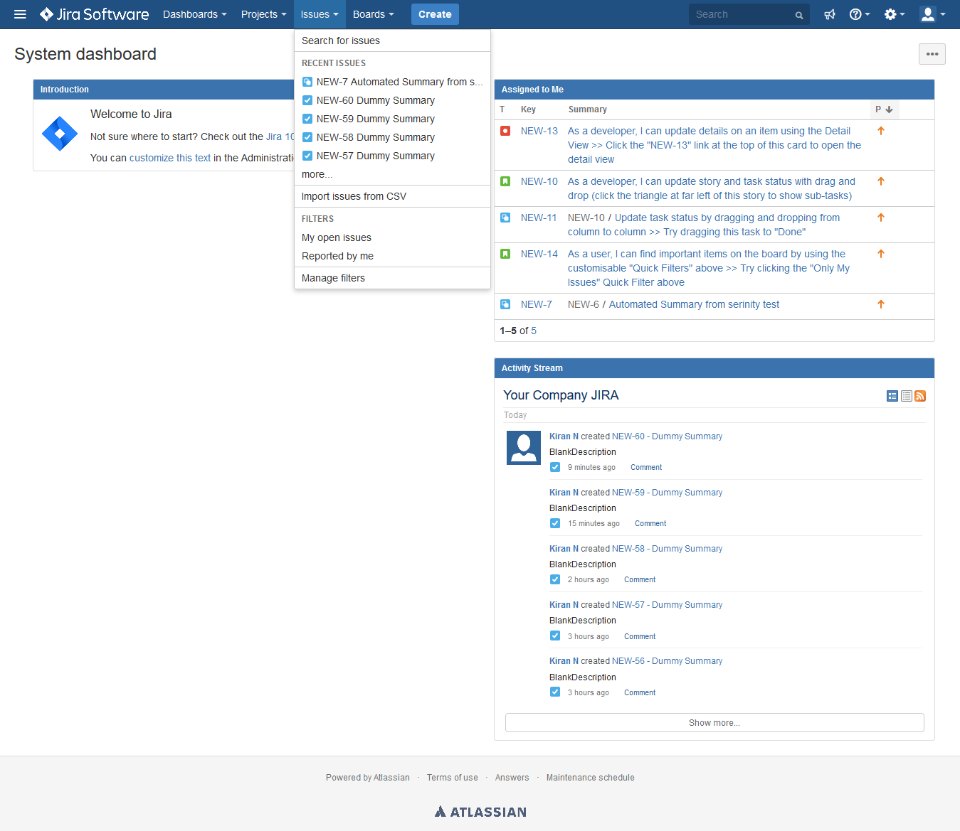 Jira Software Dashboards Projects Issues Boards Create Search
System dashboard
Introduction
Welcome to Jira
Not sure where to start? Check out the Jira 10
You can customize this text in the Administrati
Search for issues
RECENT ISSUES
NEW-7 Automated Summary from s...
NEW-60 Dummy Summary
NEW-59 Dummy Summary
NEW-58 Dummy Summary
NEW-57 Dummy Summary
more...
Import issues from CSV
FILTERS
My open issues
Reported by me
Manage filters
Assigned to Me
T Key Summary P
NEW-13 As a developer, I can update details on an item using the Detail
View >> Click the "NEW-13" link at the top of this card to open the
detail view
NEW-10 As a developer, I can update story and task status with drag and
drop (click the triangle at far left of this story to show sub-tasks)
NEW-11 NEW-10 / Update task status by dragging and dropping from
column to column >> Try dragging this task to "Done"
NEW-14 As a user, I can find important items on the board by using the
customisable "Quick Filters" above >> Try clicking the "Only My
Issues" Quick Filter above
NEW-7 NEW-6 / Automated Summary from serinity test
1–5 of 5
Activity Stream
Your Company JIRA
Today
Kiran N created NEW-60 - Dummy Summary
BlankDescription
9 minutes ago Comment
Kiran N created NEW-59 - Dummy Summary
BlankDescription
15 minutes ago Comment
Kiran N created NEW-58 - Dummy Summary
BlankDescription
2 hours ago Comment
Kiran N created NEW-57 - Dummy Summary
BlankDescription
3 hours ago Comment
Kiran N created NEW-56 - Dummy Summary
BlankDescription
3 hours ago Comment
Show more...
Powered by Atlassian · Terms of use · Answers · Maintenance schedule
ATLASSIAN